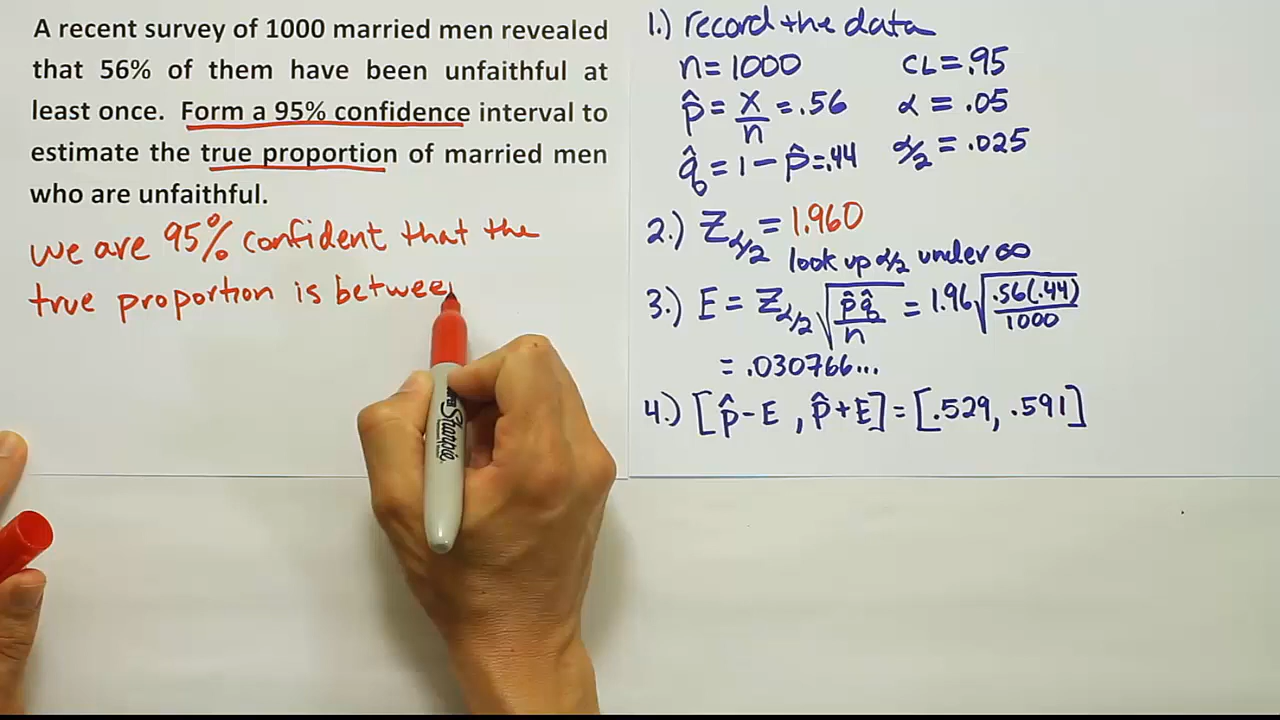 A recent survey of 1000 married men revealed
that 56% of them have been unfaithful at
least once. Form a 95% confidence interval to
estimate the true proportion of married men
who are unfaithful.
we are 95% confident that the
true proportion is between
1.) record the data
n = 1000 CL = .95
p̂ = x/n = .56 α = .05
q̂ = 1 - p̂ = .44 α/2 = .025
2.) Z α/2 = 1.960
look up α/2 under ∞
3.) E = Z α/2 √(p̂q̂/n) = 1.96 √(.56(.44)/1000)
= .030766...
4.) [p̂-E, p̂+E] = [.529, .591]
Sharpie